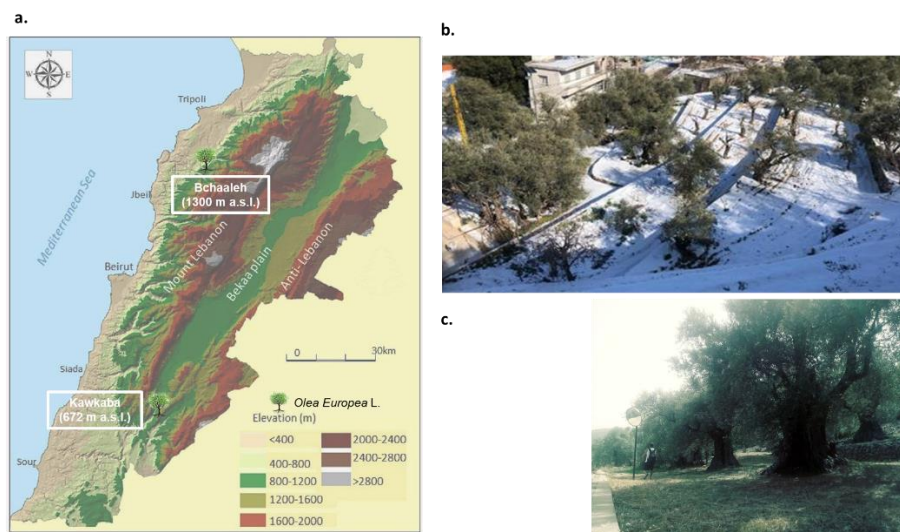 a.
b.
N
W
E
S
Tripoli
Bchaaleh
(1300 m a.s.l.)
Jbeil
Mediterranean Sea
Mount Lebanon
Bekaa plain
Anti-Lebanon
Beirut
0 30km
Siada
Kawkaba
(672 m a.s.l.)
Olea Europea L.
Elevation (m)
<400 2000-2400
400-800 2400-2800
800-1200 >2800
1200-1600
1600-2000
Sour
c.